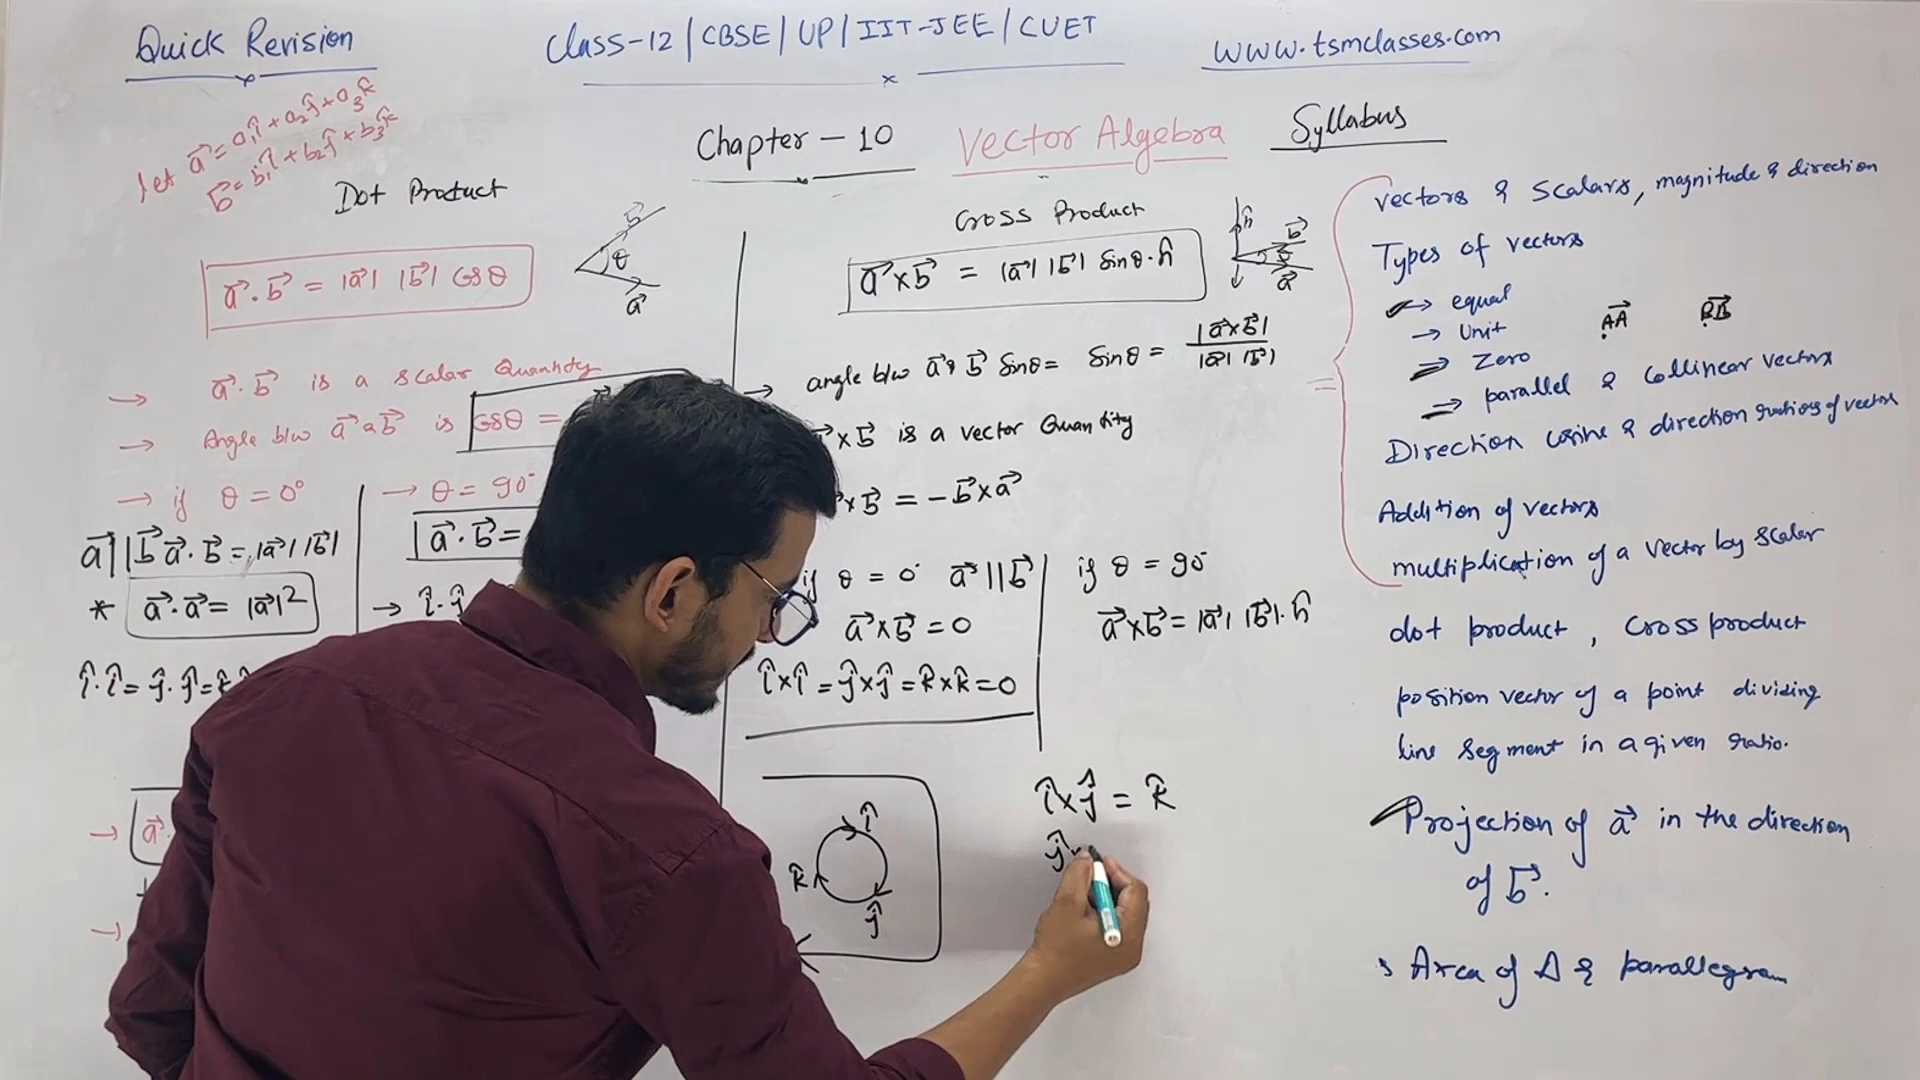 Quick Revision
Class-12 | CBSE | UP | IIT-JEE | CUET
www.tsmclasses.com
let a⃗ = a₁î + a₂ĵ + a₃k̂
b⃗ = b₁î + b₂ĵ + b₃k̂
Chapter – 10 Vector Algebra
Syllabus
Dot Product
a⃗ · b⃗ = |a⃗| |b⃗| cosθ
b⃗
θ
a⃗
→ a⃗ · b⃗ is a scalar Quantity
→ Angle b/w a⃗ & b⃗ is cosθ =
→ if θ = 0°
a⃗ || b⃗ a⃗ · b⃗ = |a⃗| |b⃗|
* a⃗ · a⃗ = |a⃗|²
î · î = ĵ · ĵ = k̂
→ θ = 90°
a⃗ · b⃗ =
→ î · ĵ
→ a⃗ ·
→
Cross Product
a⃗ × b⃗ = |a⃗| |b⃗| sinθ · n̂
n̂
b⃗
a⃗
→ angle b/w a⃗ & b⃗ sinθ = sinθ = |a⃗ × b⃗| / |a⃗| |b⃗|
× b⃗ is a vector Quantity
× b⃗ = – b⃗ × a⃗
if θ = 0° a⃗ || b⃗
a⃗ × b⃗ = 0
î × î = ĵ × ĵ = k̂ × k̂ = 0
if θ = 90°
a⃗ × b⃗ = |a⃗| |b⃗| · n̂
î
k̂
ĵ
î × ĵ = k̂
ĵ ×
vectors & scalars, magnitude & direction
Types of vectors
→ equal
→ Unit
→ Zero
AA⃗ BB⃗
→ parallel & collinear vectors
Direction cosine & direction ratios of vector
Addition of vectors
multiplication of a vector by scalar
dot product, cross product
position vector of a point dividing
line segment in a given ratio.
Projection of a⃗ in the direction
of b⃗.
Area of Δ & parallegram